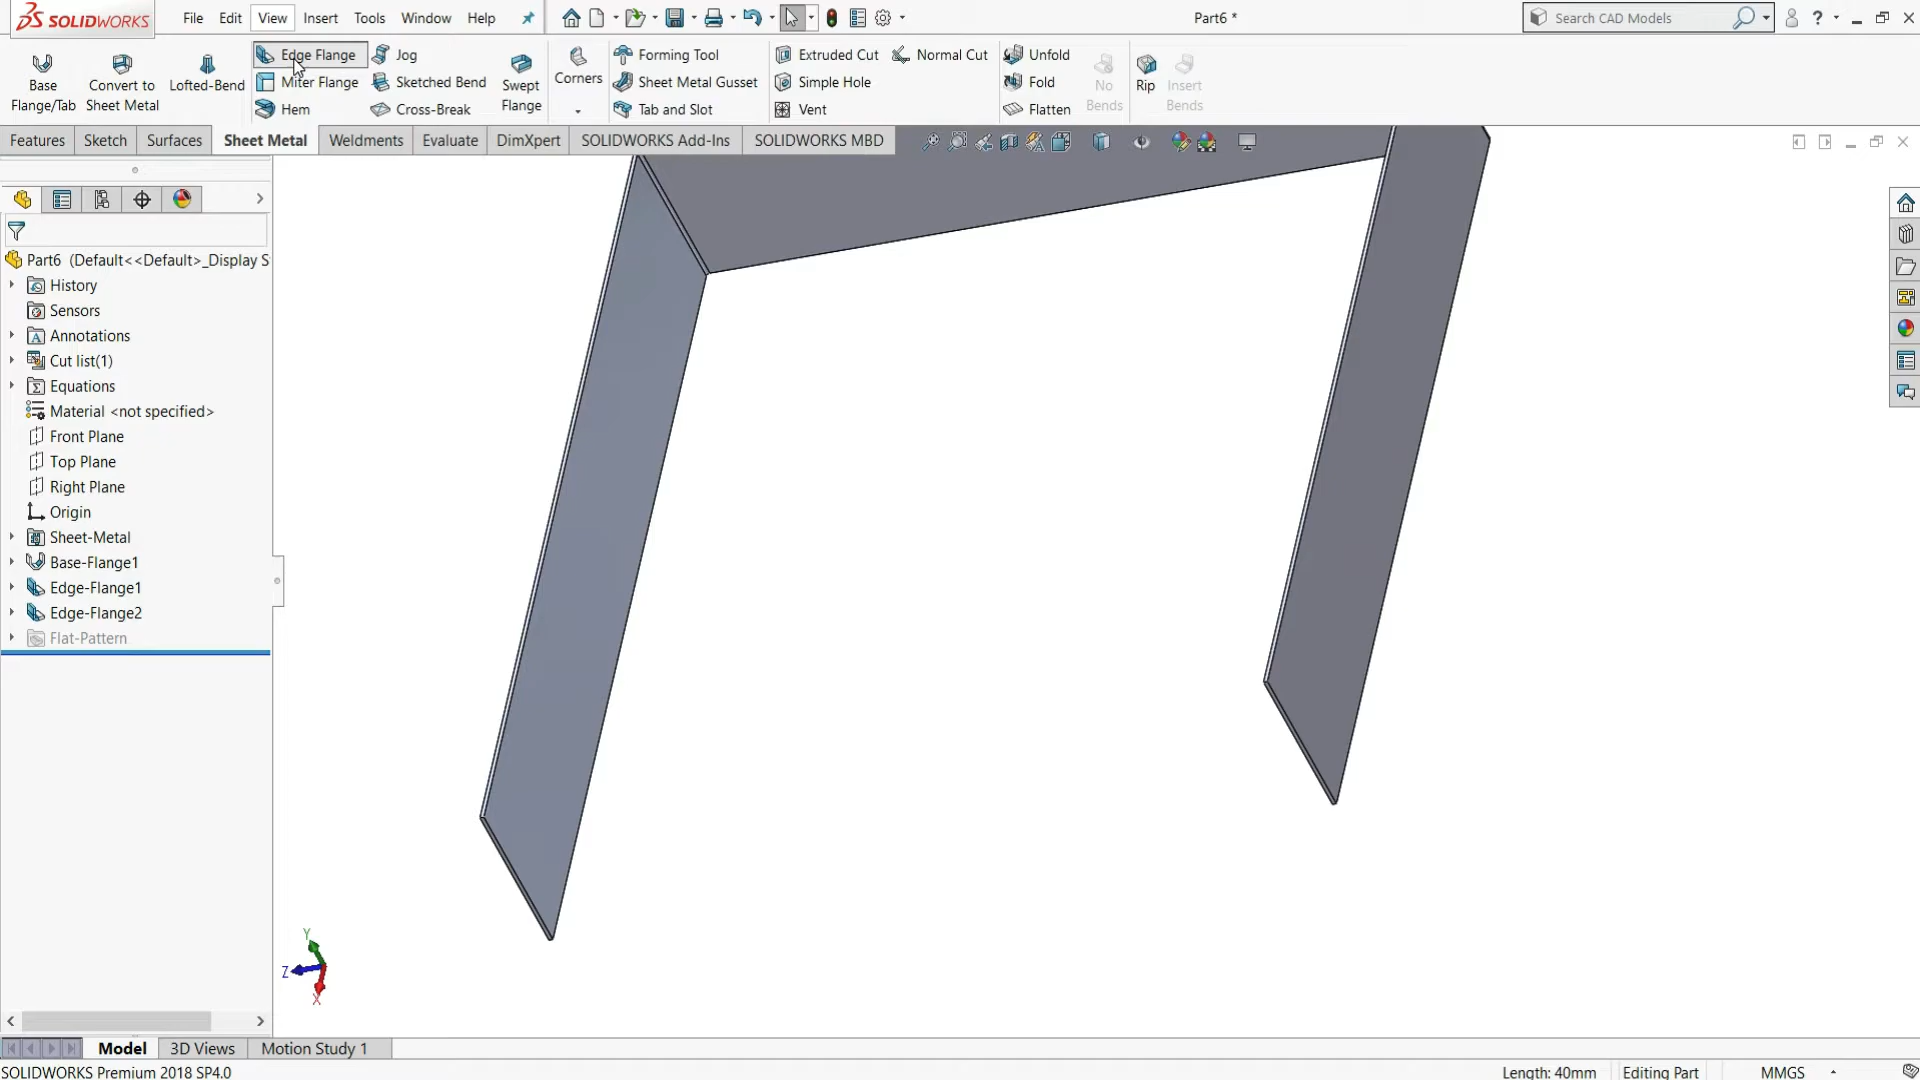 SOLIDWORKS File Edit View Insert Tools Window Help Part6 * Search CAD Models ?
Edge Flange Jog Forming Tool Extruded Cut Normal Cut Unfold
Base Flange/Tab Convert to Sheet Metal Lofted-Bend Miter Flange Sketched Bend Swept Flange Corners Sheet Metal Gusset Simple Hole Fold No Bends Rip Insert Bends
Hem Cross-Break Tab and Slot Vent Flatten
Features Sketch Surfaces Sheet Metal Weldments Evaluate DimXpert SOLIDWORKS Add-Ins SOLIDWORKS MBD
Part6 (Default<<Default>_Display S
History
Sensors
Annotations
Cut list(1)
Equations
Material <not specified>
Front Plane
Top Plane
Right Plane
Origin
Sheet-Metal
Base-Flange1
Edge-Flange1
Edge-Flange2
Flat-Pattern
Y
Z
X
Model 3D Views Motion Study 1
SOLIDWORKS Premium 2018 SP4.0 Length: 40mm Editing Part MMGS